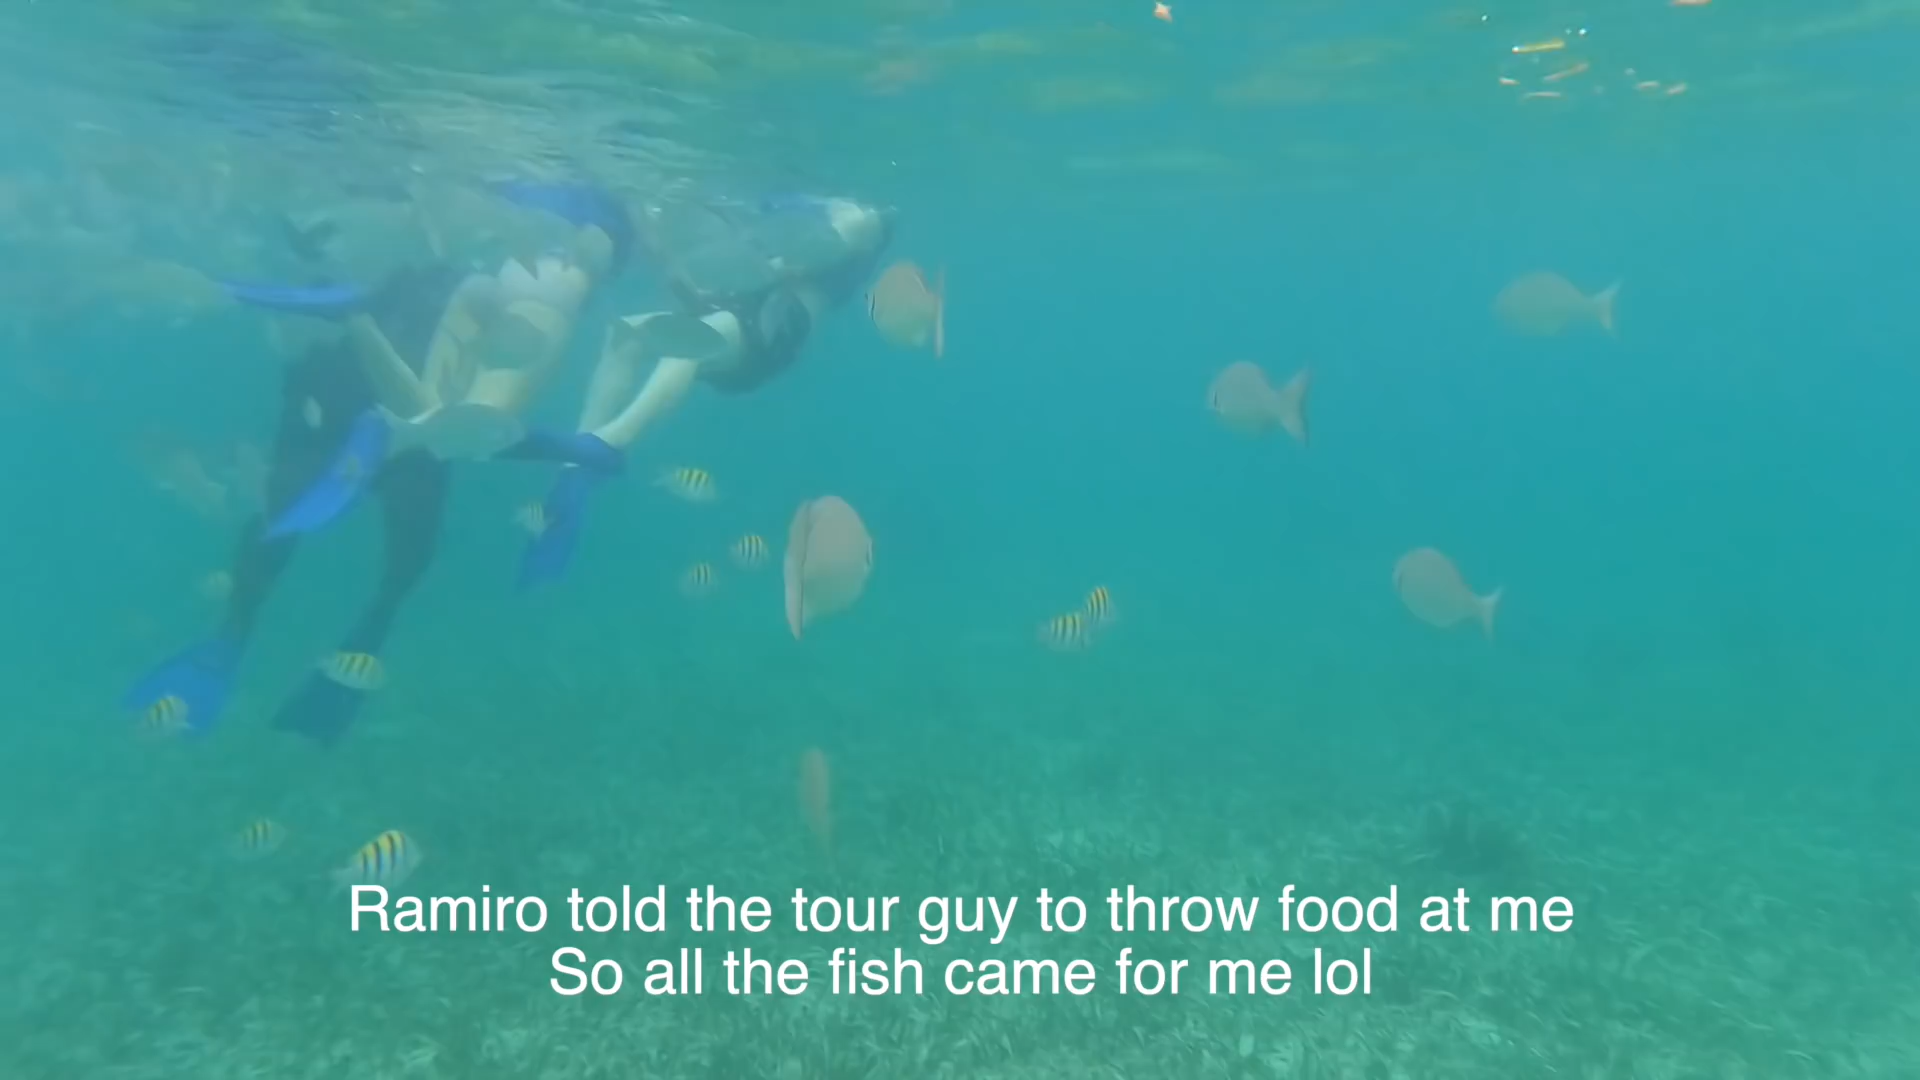 Ramiro told the tour guy to throw food at me
So all the fish came for me lol